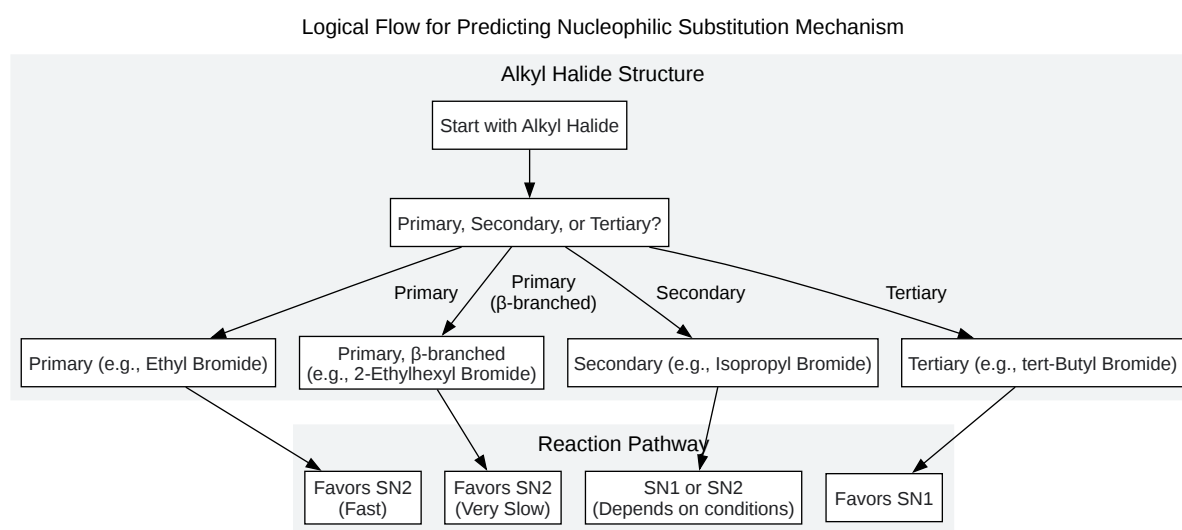 Logical Flow for Predicting Nucleophilic Substitution Mechanism
Alkyl Halide Structure
Start with Alkyl Halide
Primary, Secondary, or Tertiary?
Primary
Primary
(β-branched)
Secondary
Tertiary
Primary (e.g., Ethyl Bromide)
Primary, β-branched
(e.g., 2-Ethylhexyl Bromide)
Secondary (e.g., Isopropyl Bromide)
Tertiary (e.g., tert-Butyl Bromide)
Reaction Pathway
Favors SN2
(Fast)
Favors SN2
(Very Slow)
SN1 or SN2
(Depends on conditions)
Favors SN1